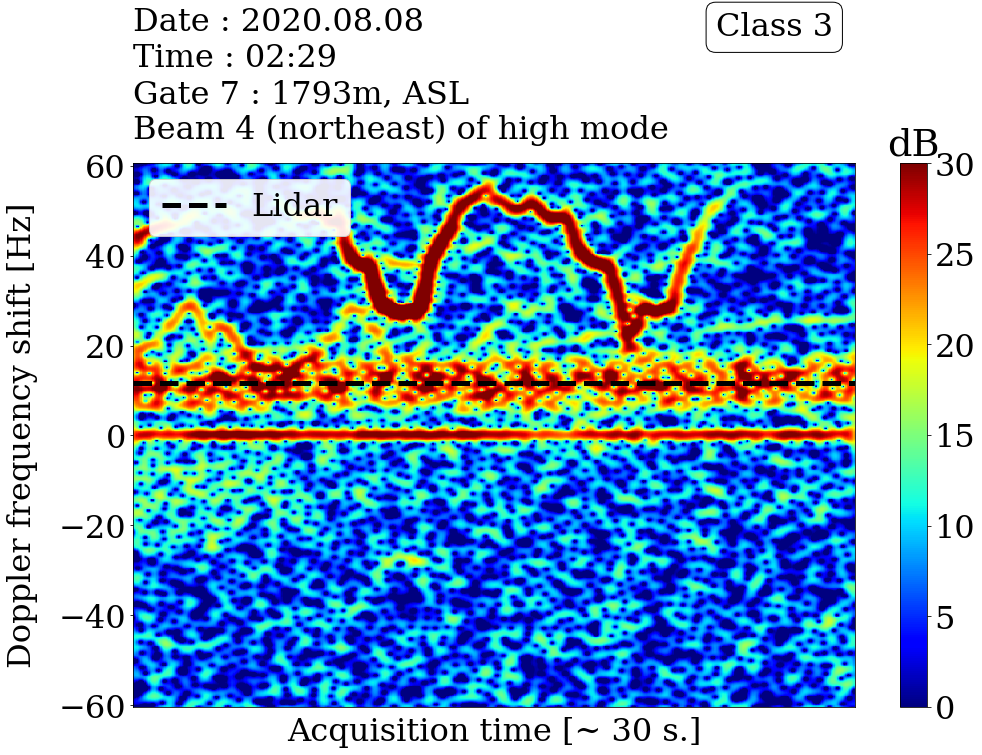 Date : 2020.08.08
Time : 02:29
Gate 7 : 1793m, ASL
Beam 4 (northeast) of high mode
Class 3
dB
Lidar
60
40
20
0
−20
−40
−60
Doppler frequency shift [Hz]
Acquisition time [~ 30 s.]
30
25
20
15
10
5
0